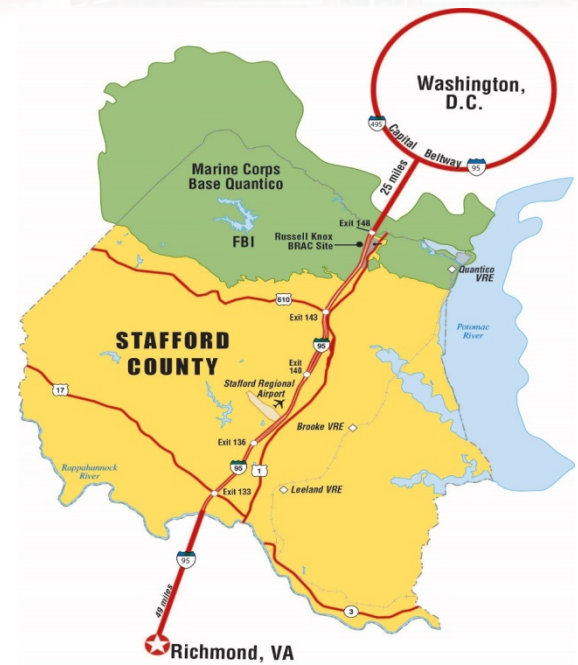 Washington,
D.C.
495
Capital Beltway
95
25 miles
Marine Corps
Base Quantico
FBI
Exit 148
Russell Knox
BRAC Site
Quantico
VRE
610
Exit 143
Potomac
River
STAFFORD
COUNTY
95
Exit
140
Stafford Regional
Airport
17
Brooke VRE
Exit 136
95
1
Rappahannock
River
Exit 133
Leeland VRE
95
49 miles
3
Richmond, VA